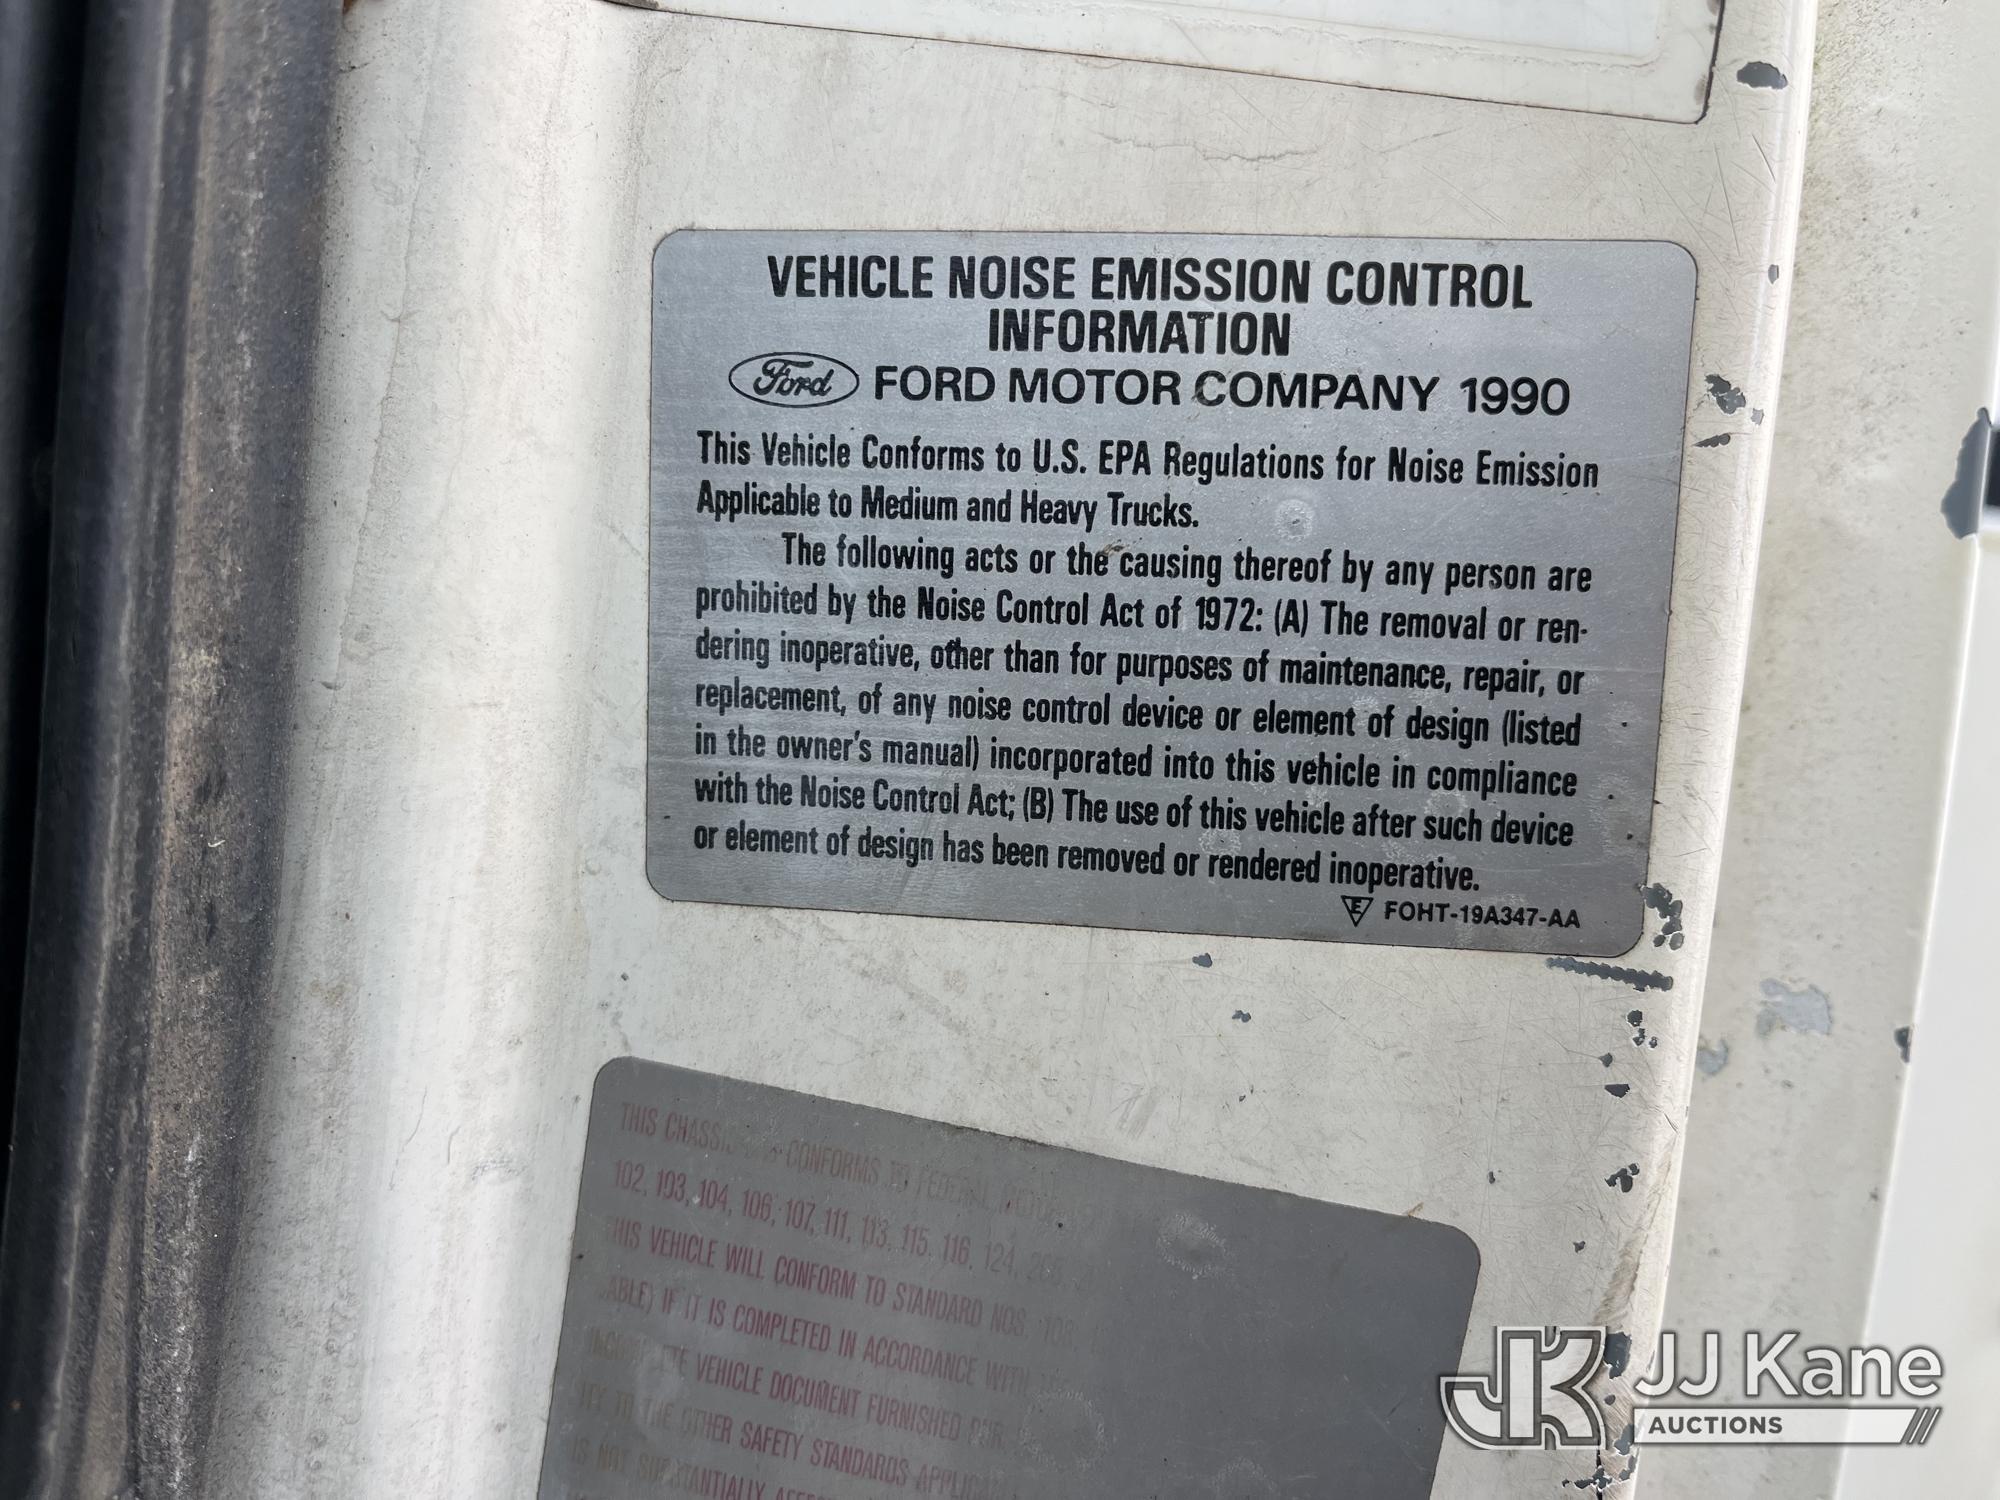 VEHICLE NOISE EMISSION CONTROL
INFORMATION
Ford FORD MOTOR COMPANY 1990
This Vehicle Conforms to U.S. EPA Regulations for Noise Emission
Applicable to Medium and Heavy Trucks.
The following acts or the causing thereof by any person are
prohibited by the Noise Control Act of 1972: (A) The removal or ren-
dering inoperative, other than for purposes of maintenance, repair, or
replacement, of any noise control device or element of design (listed
in the owner's manual) incorporated into this vehicle in compliance
with the Noise Control Act; (B) The use of this vehicle after such device
or element of design has been removed or rendered inoperative.
E FOHT-19A347-AA
THIS CONFORMS TO FEDERAL
102, 103, 104, 106, 107, 111, 113, 115, 116, 124,
THIS VEHICLE WILL CONFORM TO STANDARD NOS. 108,
IF IT IS COMPLETED IN ACCORDANCE WITH
VEHICLE DOCUMENT FURNISHED
TO THE OTHER SAFETY STANDARDS
IS NOT SUBSTANTIALLY
JK JJ Kane
AUCTIONS